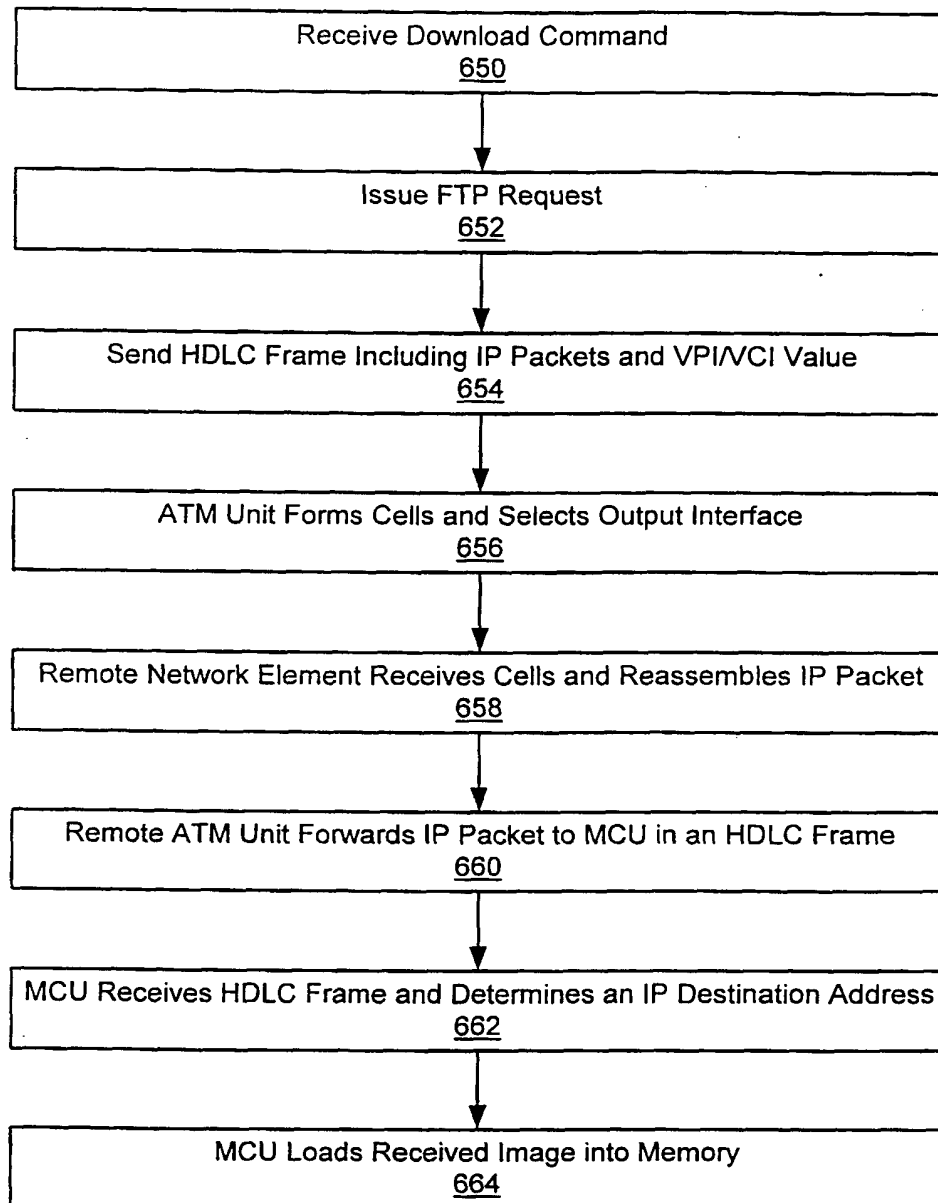 Receive Download Command
650
Issue FTP Request
652
Send HDLC Frame Including IP Packets and VPI/VCI Value
654
ATM Unit Forms Cells and Selects Output Interface
656
Remote Network Element Receives Cells and Reassembles IP Packet
658
Remote ATM Unit Forwards IP Packet to MCU in an HDLC Frame
660
MCU Receives HDLC Frame and Determines an IP Destination Address
662
MCU Loads Received Image into Memory
664